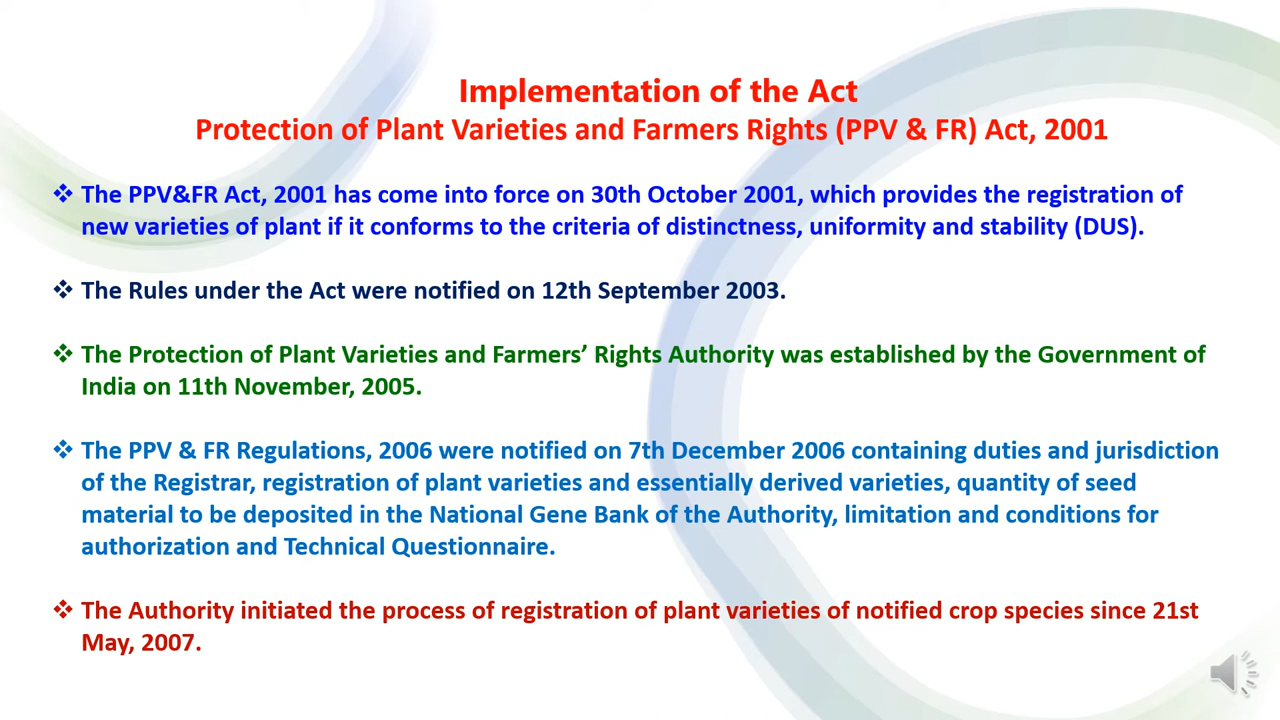 Implementation of the Act
Protection of Plant Varieties and Farmers Rights (PPV & FR) Act, 2001
❖ The PPV&FR Act, 2001 has come into force on 30th October 2001, which provides the registration of
new varieties of plant if it conforms to the criteria of distinctness, uniformity and stability (DUS).
❖ The Rules under the Act were notified on 12th September 2003.
❖ The Protection of Plant Varieties and Farmers’ Rights Authority was established by the Government of
India on 11th November, 2005.
❖ The PPV & FR Regulations, 2006 were notified on 7th December 2006 containing duties and jurisdiction
of the Registrar, registration of plant varieties and essentially derived varieties, quantity of seed
material to be deposited in the National Gene Bank of the Authority, limitation and conditions for
authorization and Technical Questionnaire.
❖ The Authority initiated the process of registration of plant varieties of notified crop species since 21st
May, 2007.